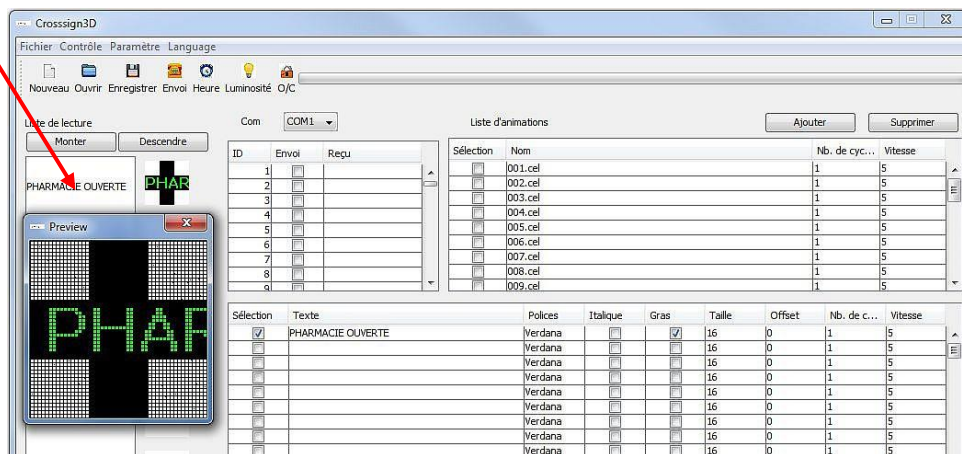 Crosssign3D
Fichier Contrôle Paramètre Language
Nouveau Ouvrir Enregistrer Envoi Heure Luminosité O/C
Liste de lecture Com COM1 Liste d'animations Ajouter Supprimer
Monter Descendre
ID Envoi Reçu
1
2
3
4
5
6
7
8
9
Sélection Nom Nb. de cyc... Vitesse
001.cel 1 5
002.cel 1 5
003.cel 1 5
004.cel 1 5
005.cel 1 5
006.cel 1 5
007.cel 1 5
008.cel 1 5
009.cel 1 5
PHARMACIE OUVERTE PHAR
Preview
PHAR
Sélection Texte Polices Italique Gras Taille Offset Nb. de c... Vitesse
PHARMACIE OUVERTE Verdana 16 0 1 5
Verdana 16 0 1 5
Verdana 16 0 1 5
Verdana 16 0 1 5
Verdana 16 0 1 5
Verdana 16 0 1 5
Verdana 16 0 1 5
Verdana 16 0 1 5
Verdana 16 0 1 5